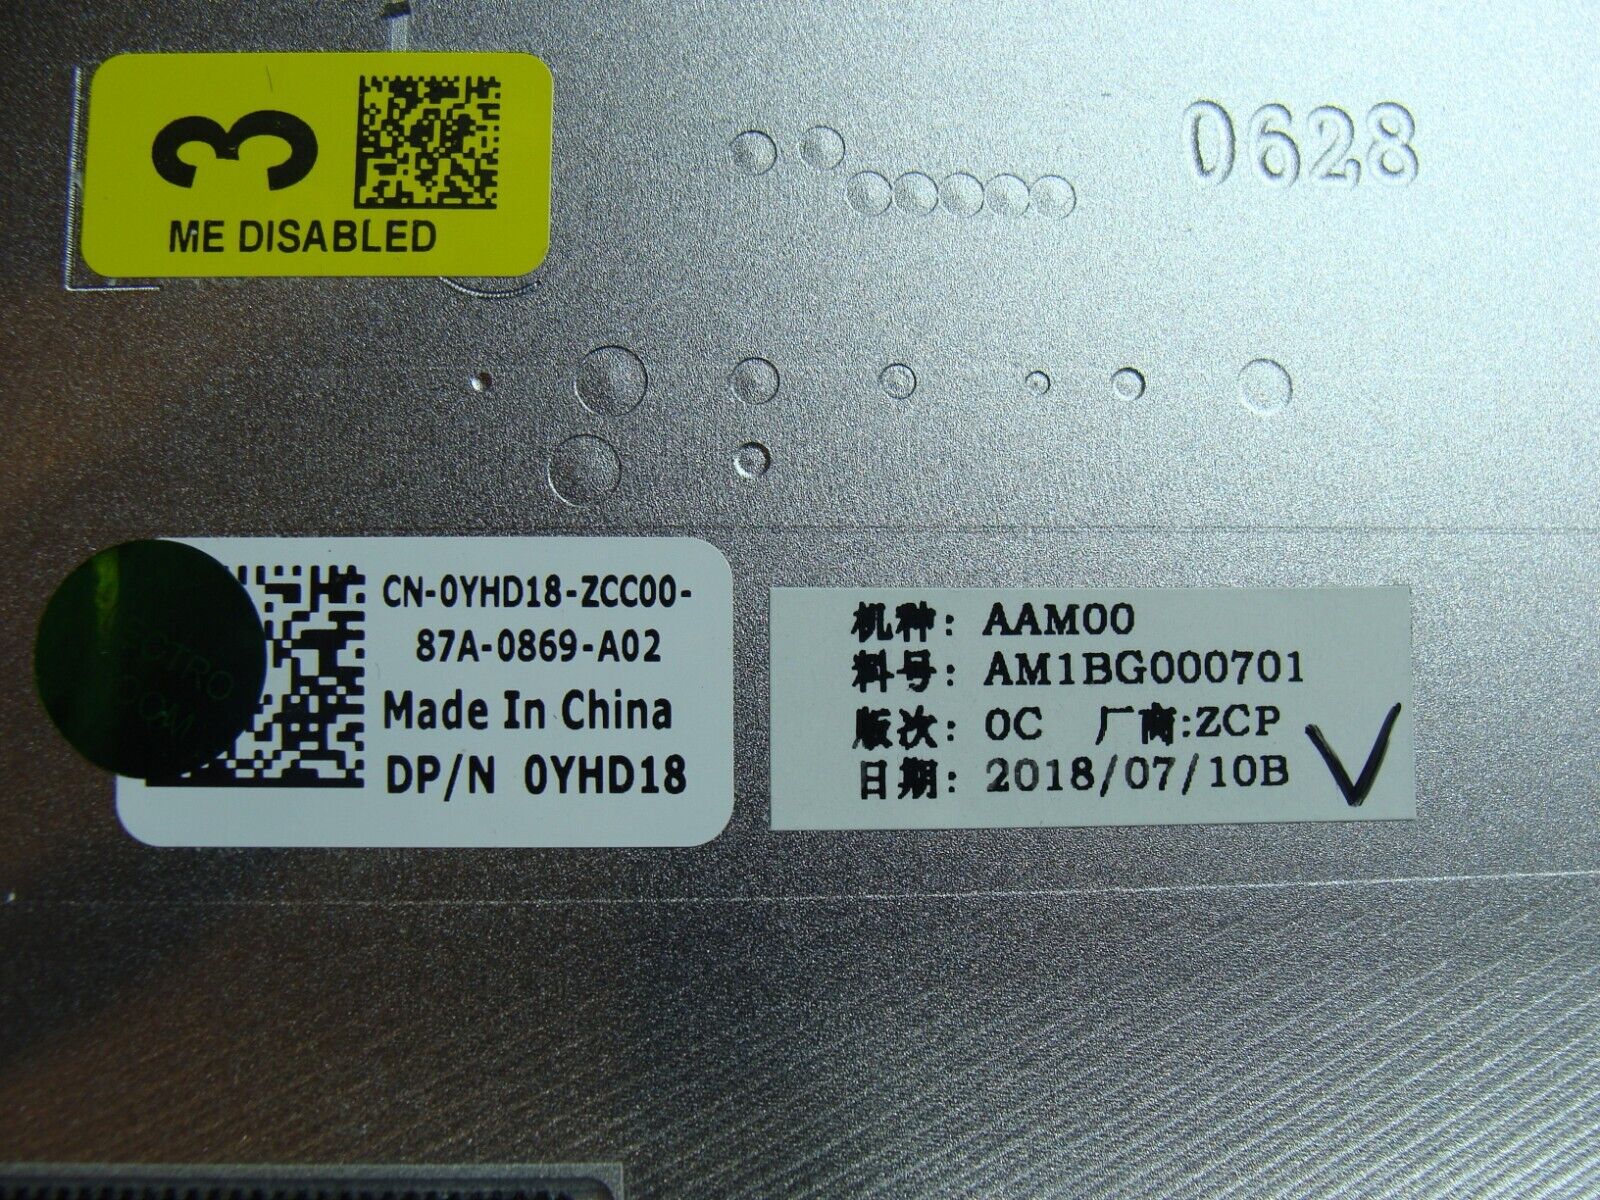 3
ME DISABLED
0628
CN-0YHD18-ZCC00-
87A-0869-A02
Made In China
DP/N 0YHD18
机种: AAM00
料号: AM1BG000701
版次: 0C 厂商:ZCP
日期: 2018/07/10B